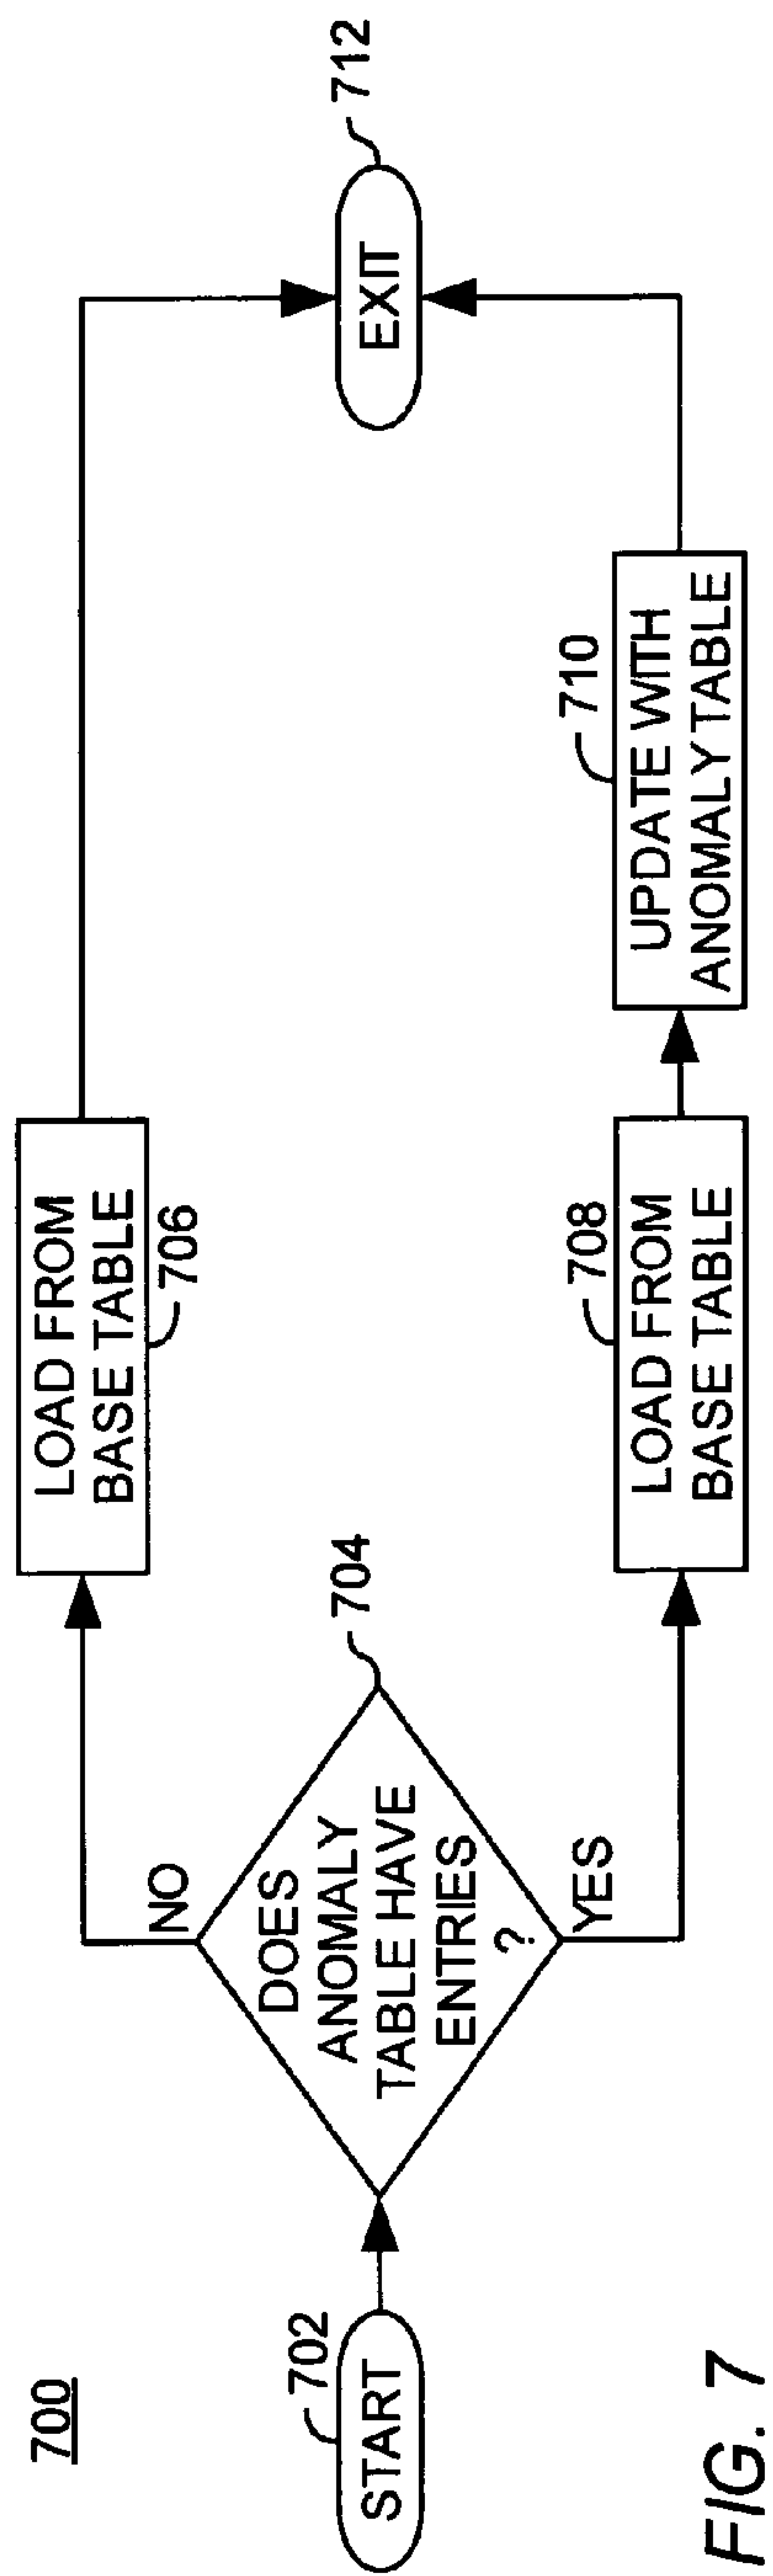 700
702
START
704
DOES
ANOMALY
TABLE HAVE
ENTRIES
?
NO
YES
LOAD FROM
BASE TABLE
706
708
LOAD FROM
BASE TABLE
710
UPDATE WITH
ANOMALY TABLE
712
EXIT
FIG. 7